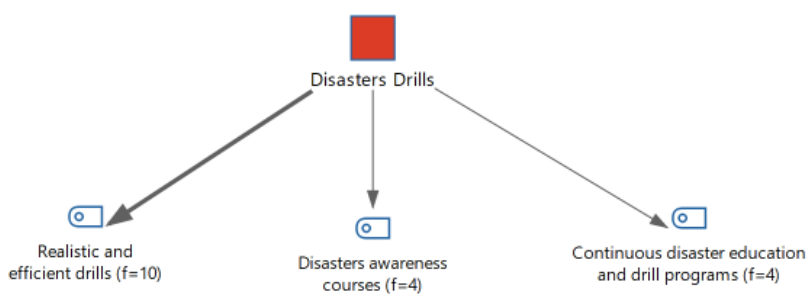 Disasters Drills
Realistic and
efficient drills (f=10)
Disasters awareness
courses (f=4)
Continuous disaster education
and drill programs (f=4)